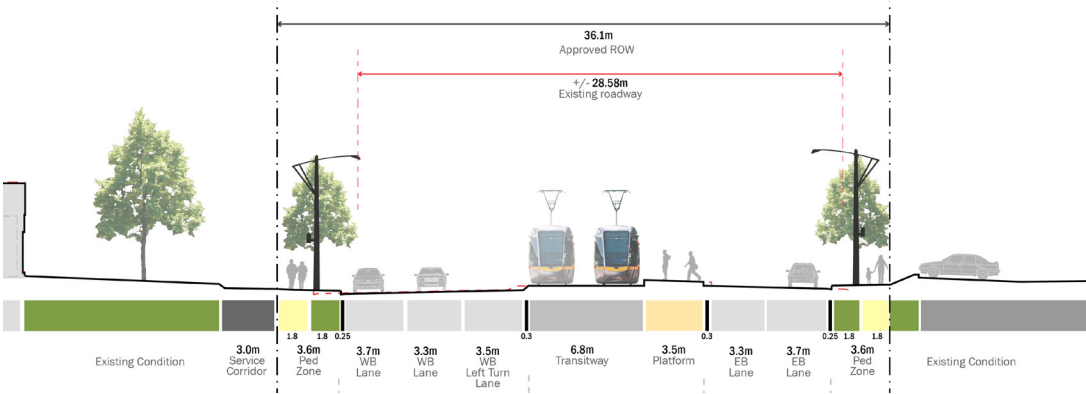 36.1m
Approved ROW
+/- 28.58m
Existing roadway
1.8
1.8
0.25
0.3
0.3
0.25
1.8
1.8
Existing Condition
3.0m
Service
Corridor
3.6m
Ped
Zone
3.7m
WB
Lane
3.3m
WB
Lane
3.5m
WB
Left Turn
Lane
6.8m
Transitway
3.5m
Platform
3.3m
EB
Lane
3.7m
EB
Lane
3.6m
Ped
Zone
Existing Condition